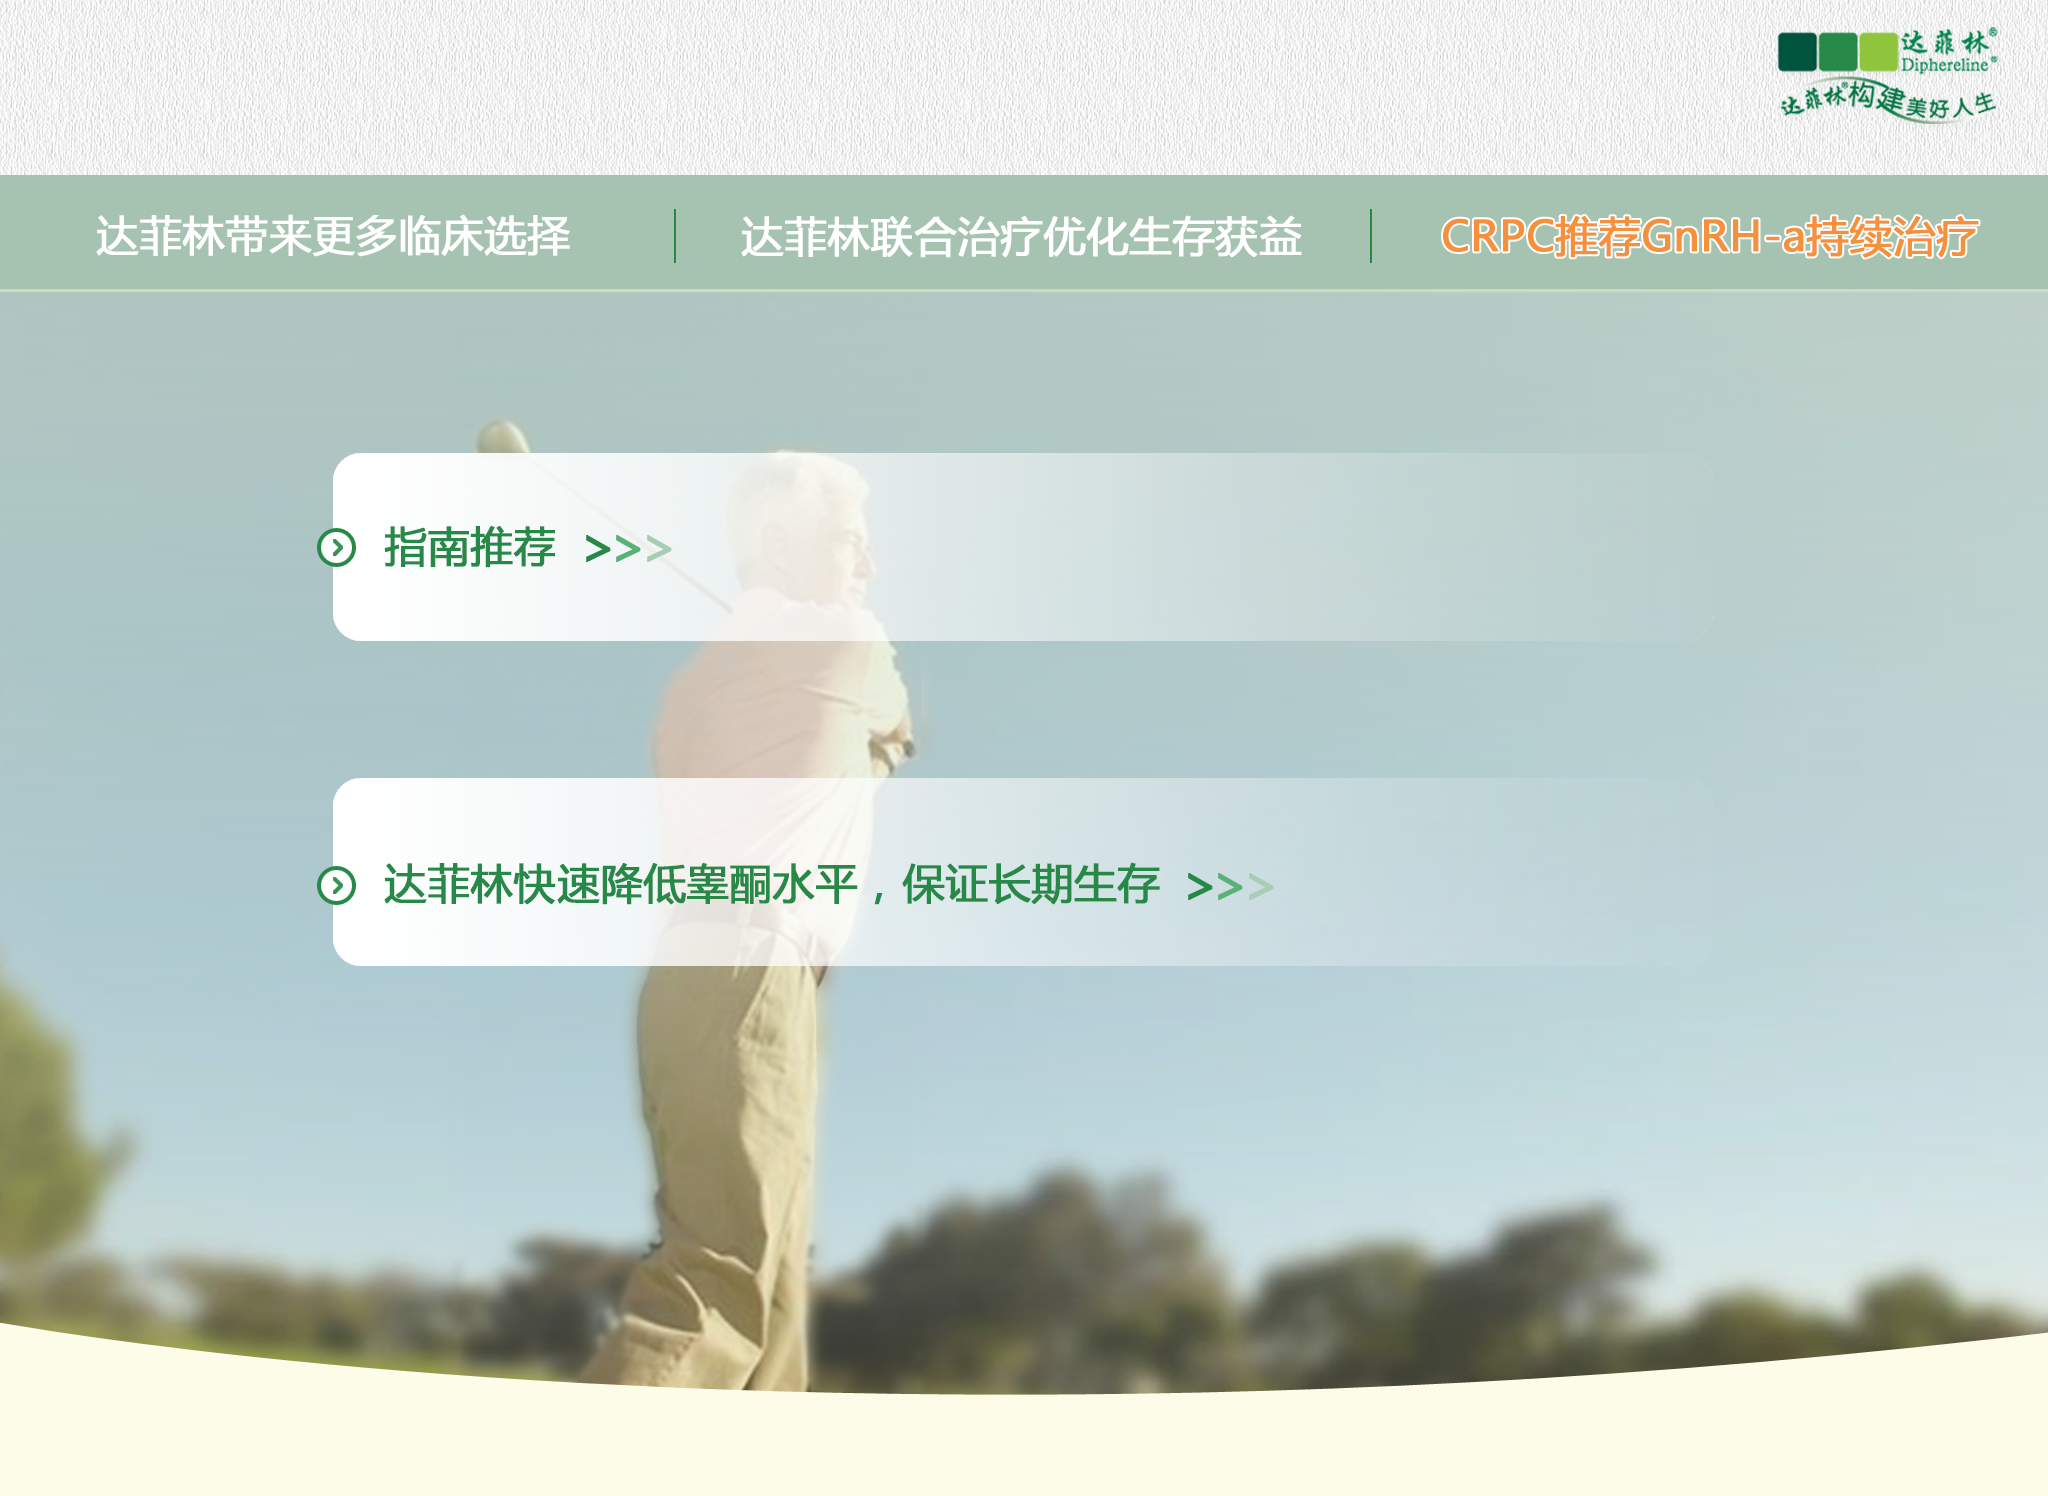 达菲林®
Diphereline®
达菲林®构建美好人生
达菲林带来更多临床选择
达菲林联合治疗优化生存获益
CRPC推荐GnRH-a持续治疗
指南推荐 >>>
达菲林快速降低睾酮水平，保证长期生存 >>>